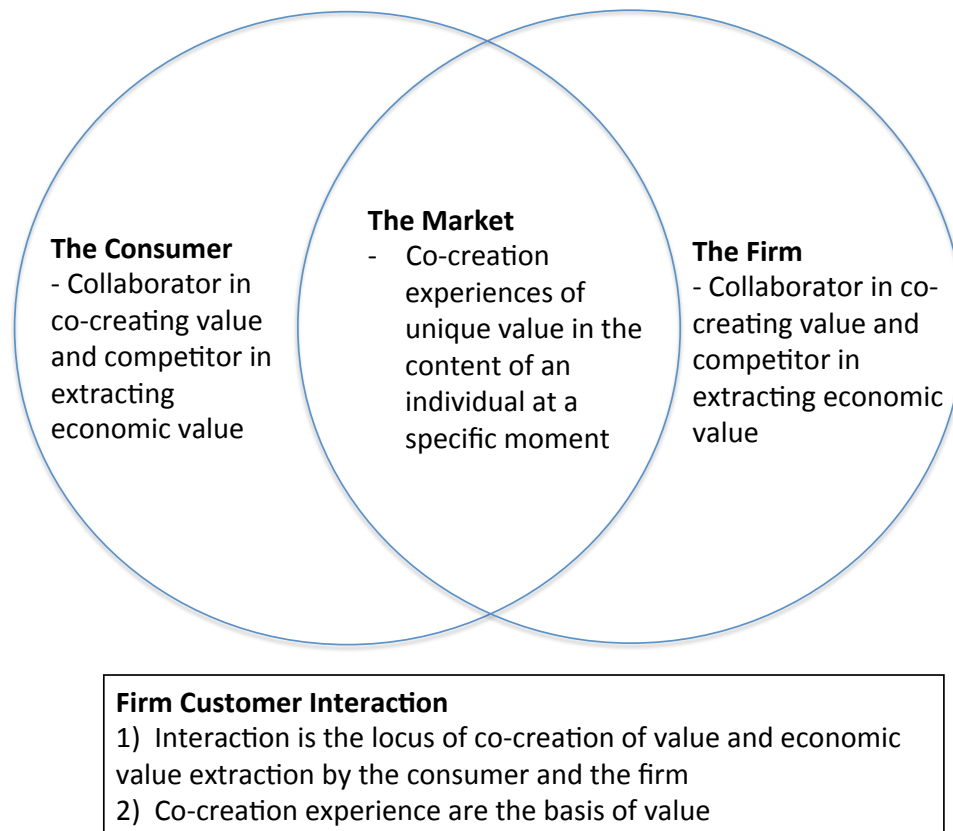 The Consumer
- Collaborator in
co-creating value
and competitor in
extracting
economic value
The Market
- Co-creation
experiences of
unique value in the
content of an
individual at a
specific moment
The Firm
- Collaborator in co-
creating value and
competitor in
extracting economic
value
Firm Customer Interaction
1) Interaction is the locus of co-creation of value and economic
value extraction by the consumer and the firm
2) Co-creation experience are the basis of value